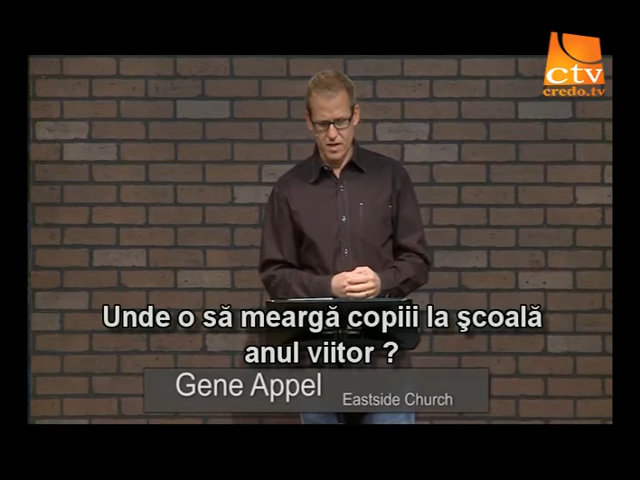 ctv
credo.tv
Unde o să meargă copiii la şcoală
anul viitor ?
Gene Appel
Eastside Church